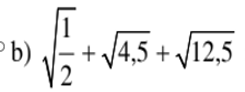 b) √(1/2) + √4,5 + √12,5